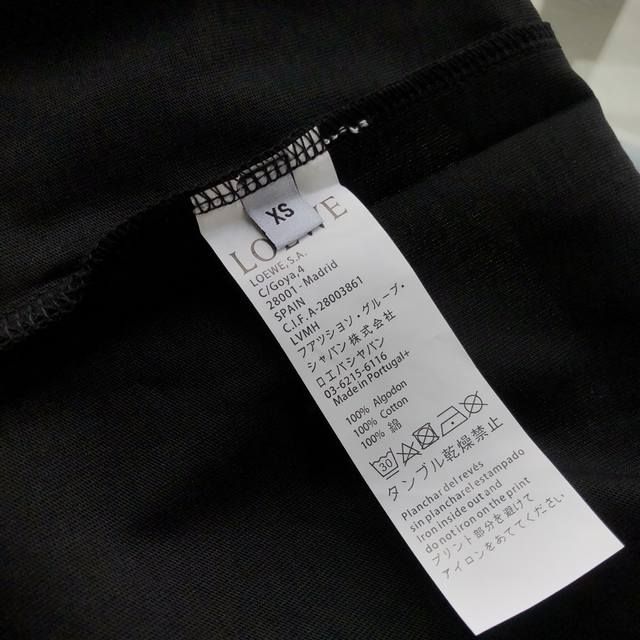 XS
LOEWE
LOEWE, S.A.
C/Goya 4
28001 - Madrid
SPAIN
C.I.F. A-28003861
LVMH
ファッション・グループ・
ジャパン株式会社
ロエベジャパン
03-6215-6116
Made in Portugal+
100% Algodon
100% Cotton
100% 綿
30
タンブル乾燥禁止
Planchar del revés
sin planchar el estampado
Iron inside out and
do not iron on the print
プリント部分を避けて
アイロンをあててください